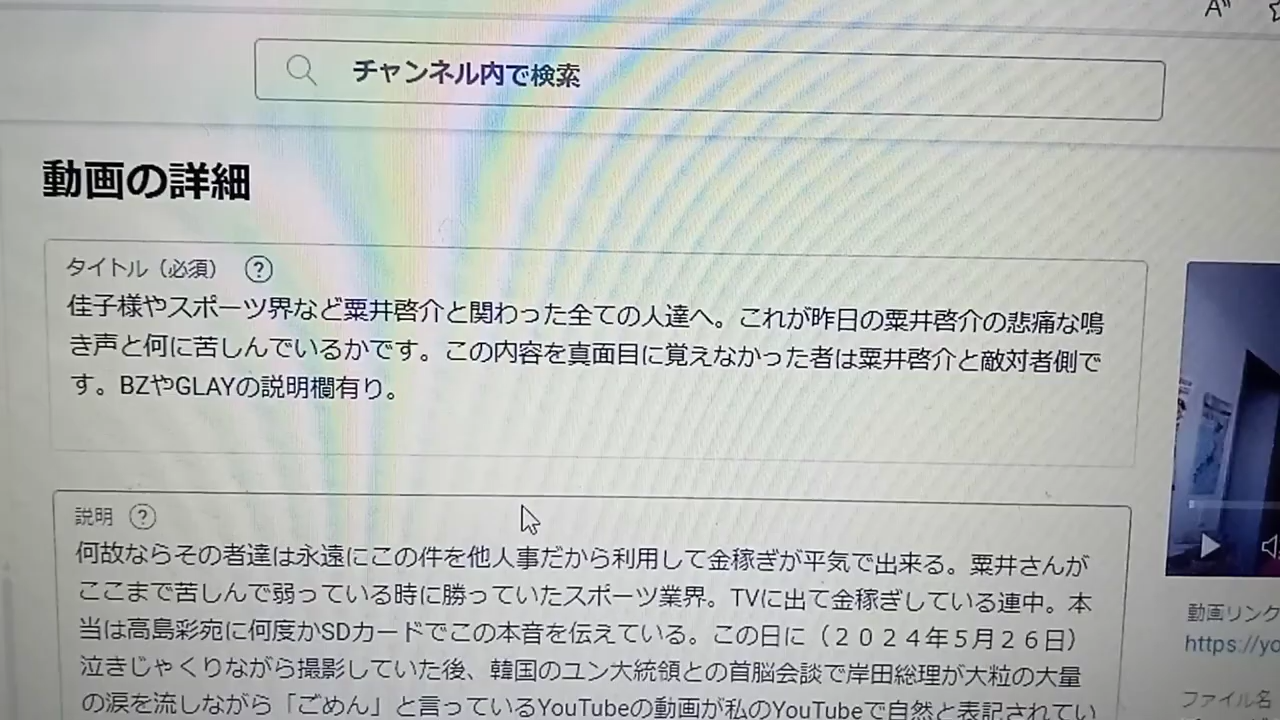 A
チャンネル内で検索
動画の詳細
タイトル（必須） ?
佳子様やスポーツ界など粟井啓介と関わった全ての人達へ。これが昨日の粟井啓介の悲痛な鳴
き声と何に苦しんでいるかです。この内容を真面目に覚えなかった者は粟井啓介と敵対者側で
す。BZやGLAYの説明欄有り。
説明 ?
何故ならその者達は永遠にこの件を他人事だから利用して金稼ぎが平気で出来る。粟井さんが
ここまで苦しんで弱っている時に勝っていたスポーツ業界。TVに出て金稼ぎしている連中。本
当は高島彩宛に何度かSDカードでこの本音を伝えている。この日に（２０２４年５月２６日）
泣きじゃくりながら撮影していた後、韓国のユン大統領との首脳会談で岸田総理が大粒の大量
の涙を流しながら「ごめん」と言っているYouTubeの動画が私のYouTubeで自然と表記されてい
動画リンク
https://yo
ファイル名